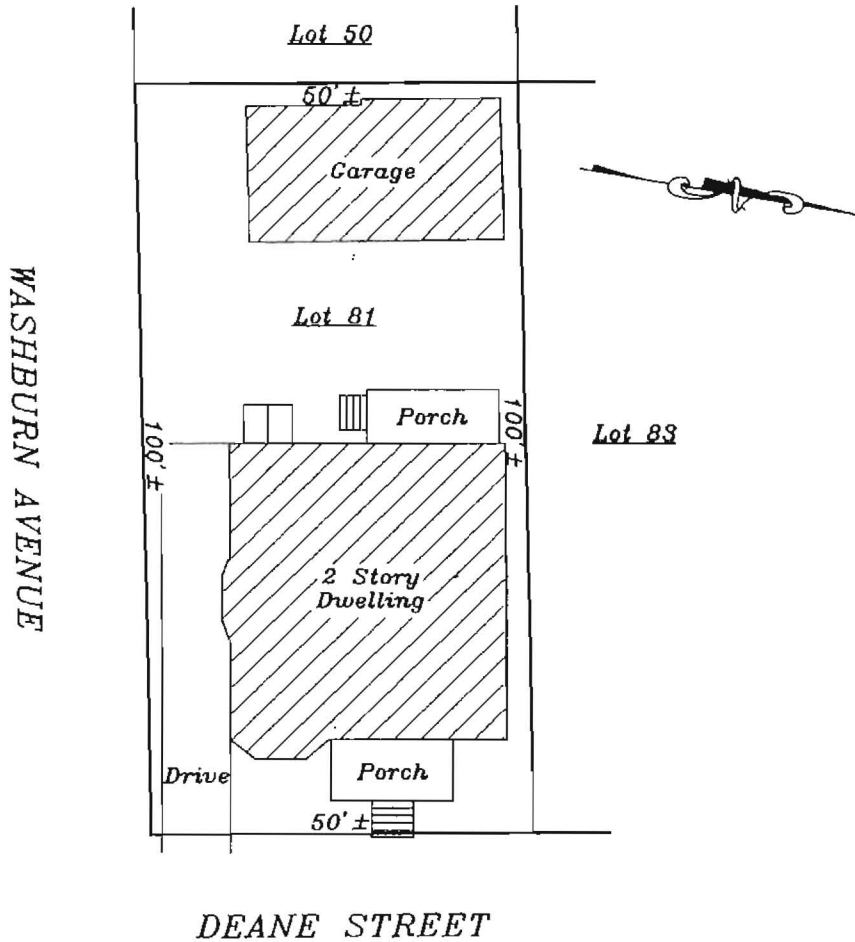 Lot 50
50' ±
Garage
Lot 81
Porch
100' ±
100' ±
Lot 83
WASHBURN AVENUE
2 Story
Dwelling
Drive
Porch
50' ±
DEANE STREET